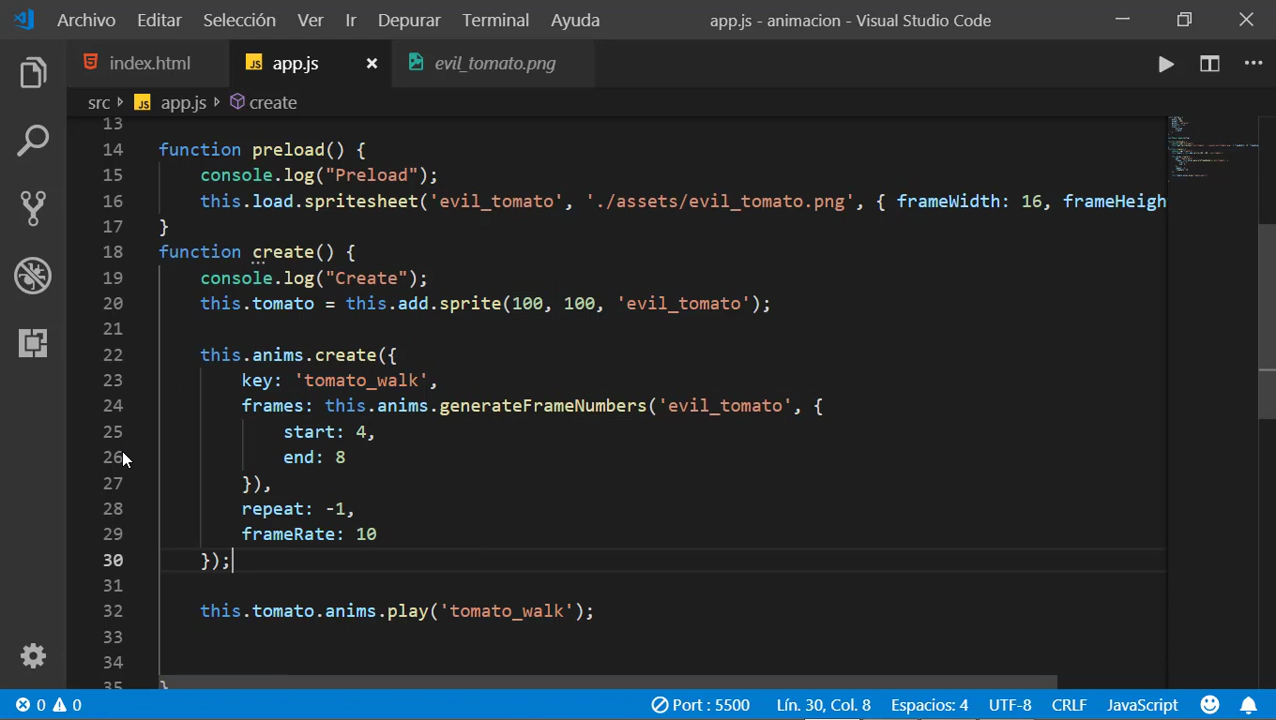 Archivo Editar Selección Ver Ir Depurar Terminal Ayuda app.js - animacion - Visual Studio Code
index.html JS app.js evil_tomato.png
src JS app.js create
13
14 function preload() {
15 console.log("Preload");
16 this.load.spritesheet('evil_tomato', './assets/evil_tomato.png', { frameWidth: 16, frameHeigh
17 }
18 function create() {
19 console.log("Create");
20 this.tomato = this.add.sprite(100, 100, 'evil_tomato');
21
22 this.anims.create({
23 key: 'tomato_walk',
24 frames: this.anims.generateFrameNumbers('evil_tomato', {
25 start: 4,
26 end: 8
27 }),
28 repeat: -1,
29 frameRate: 10
30 });
31
32 this.tomato.anims.play('tomato_walk');
33
34
35 }
0 0 Port : 5500 Lín. 30, Col. 8 Espacios: 4 UTF-8 CRLF JavaScript